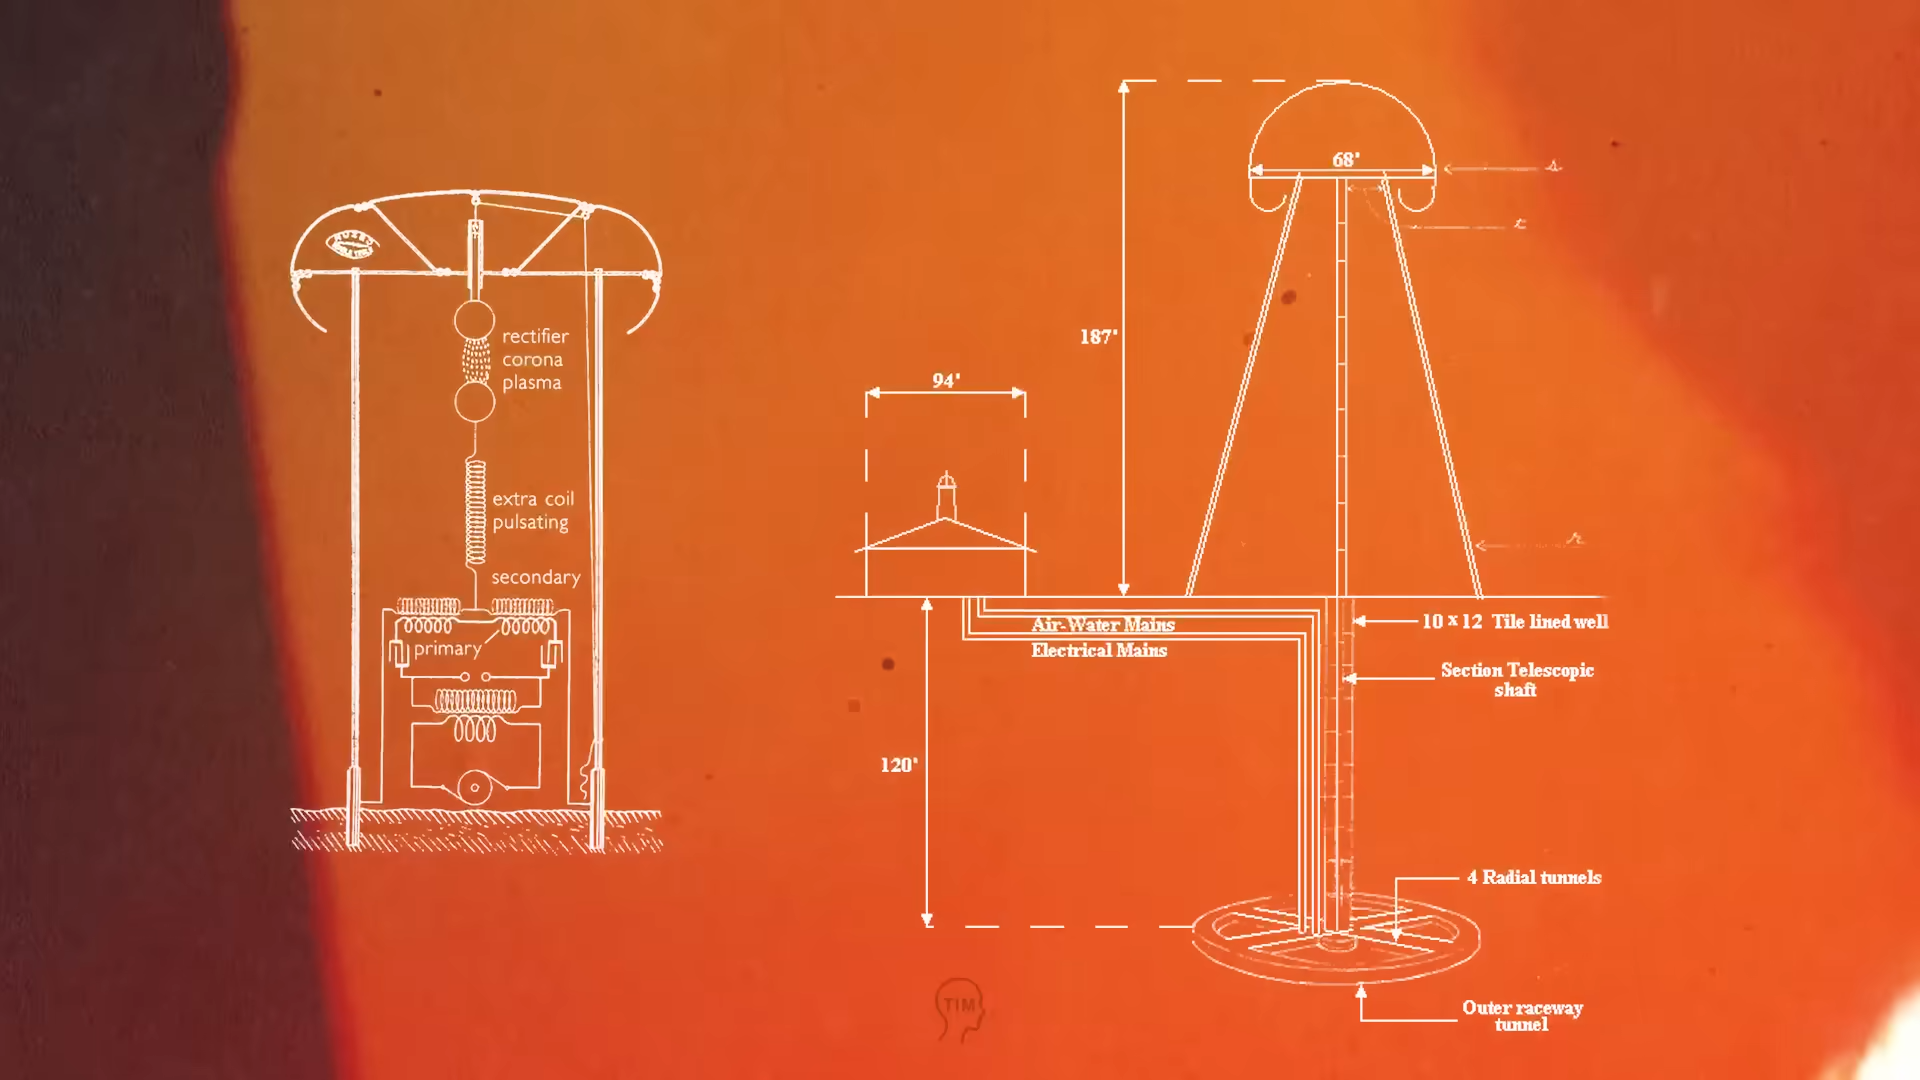 rectifier
corona
plasma
extra coil
pulsating
secondary
primary
68'
187'
94'
Air-Water Mains
Electrical Mains
10 x 12 Tile lined well
Section Telescopic
shaft
120'
4 Radial tunnels
Outer raceway
tunnel
TIM